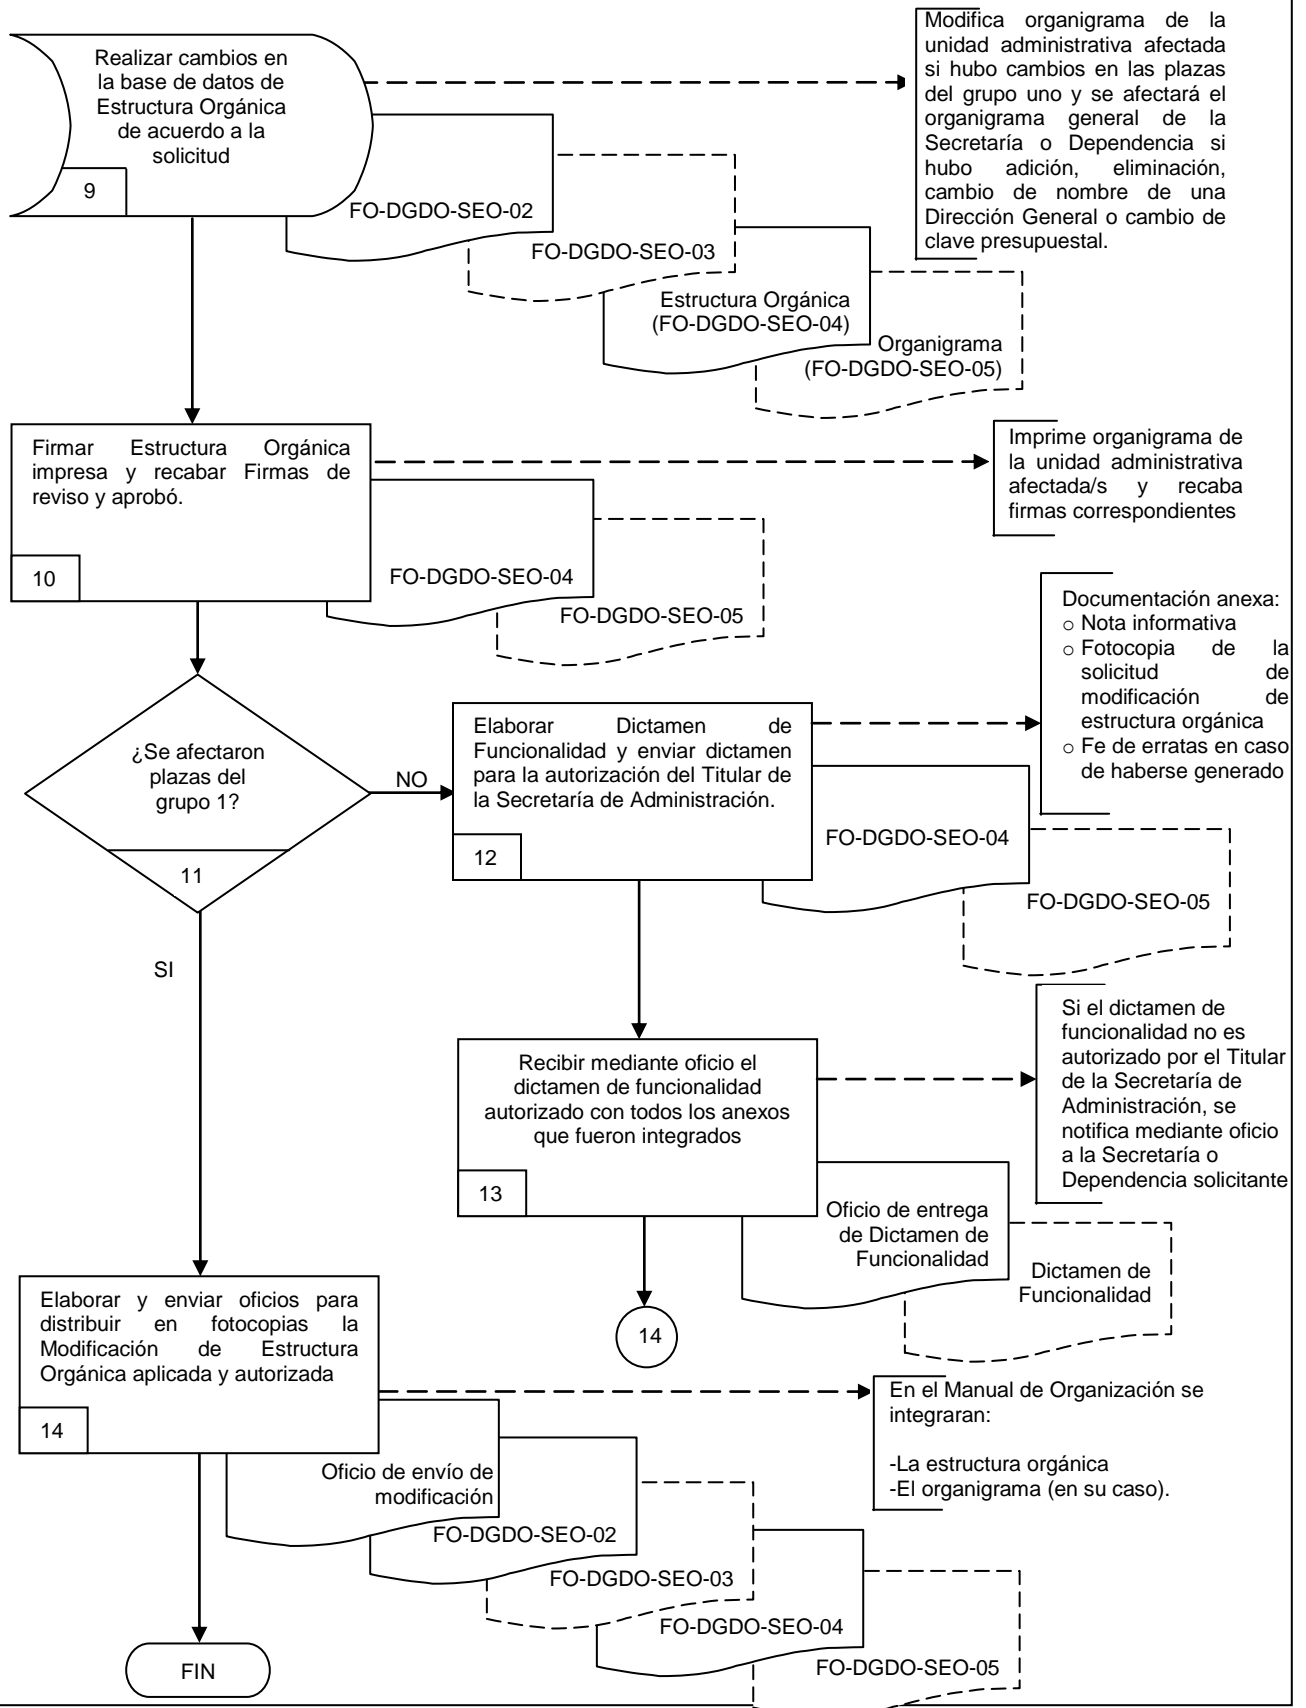 Realizar cambios en
la base de datos de
Estructura Orgánica
de acuerdo a la
solicitud
9
Modifica organigrama de la
unidad administrativa afectada
si hubo cambios en las plazas
del grupo uno y se afectará el
organigrama general de la
Secretaría o Dependencia si
hubo adición, eliminación,
cambio de nombre de una
Dirección General o cambio de
clave presupuestal.
FO-DGDO-SEO-02
FO-DGDO-SEO-03
Estructura Orgánica
(FO-DGDO-SEO-04)
Organigrama
(FO-DGDO-SEO-05)
Firmar Estructura Orgánica
impresa y recabar Firmas de
reviso y aprobó.
10
Imprime organigrama de
la unidad administrativa
afectada/s y recaba
firmas correspondientes
FO-DGDO-SEO-04
FO-DGDO-SEO-05
¿Se afectaron
plazas del
grupo 1?
11
NO
SI
Elaborar Dictamen de
Funcionalidad y enviar dictamen
para la autorización del Titular de
la Secretaría de Administración.
12
Documentación anexa:
o Nota informativa
o Fotocopia de la
solicitud de
modificación de
estructura orgánica
o Fe de erratas en caso
de haberse generado
FO-DGDO-SEO-04
FO-DGDO-SEO-05
Recibir mediante oficio el
dictamen de funcionalidad
autorizado con todos los anexos
que fueron integrados
13
Si el dictamen de
funcionalidad no es
autorizado por el Titular
de la Secretaría de
Administración, se
notifica mediante oficio
a la Secretaría o
Dependencia solicitante
Oficio de entrega
de Dictamen de
Funcionalidad
Dictamen de
Funcionalidad
14
Elaborar y enviar oficios para
distribuir en fotocopias la
Modificación de Estructura
Orgánica aplicada y autorizada
14
En el Manual de Organización se
integraran:
-La estructura orgánica
-El organigrama (en su caso).
Oficio de envío de
modificación
FO-DGDO-SEO-02
FO-DGDO-SEO-03
FO-DGDO-SEO-04
FO-DGDO-SEO-05
FIN